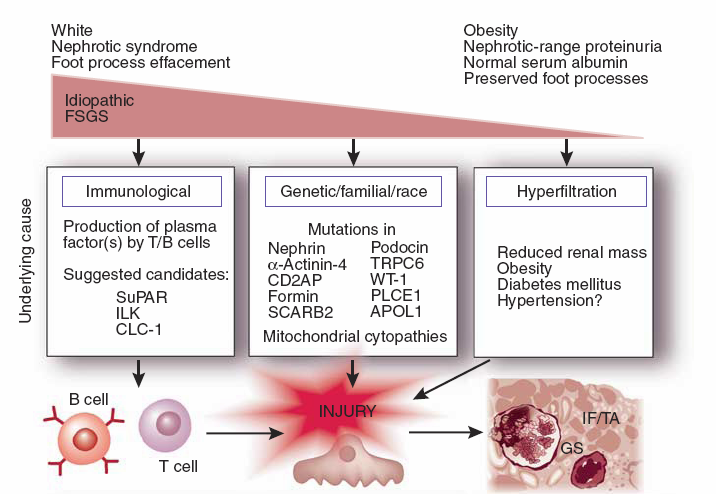 White
Nephrotic syndrome
Foot process effacement
Obesity
Nephrotic-range proteinuria
Normal serum albumin
Preserved foot processes
Idiopathic
FSGS
Underlying cause
Immunological
Production of plasma
factor(s) by T/B cells
Suggested candidates:
SuPAR
ILK
CLC-1
Genetic/familial/race
Mutations in
Nephrin
α-Actinin-4
CD2AP
Formin
SCARB2
Podocin
TRPC6
WT-1
PLCE1
APOL1
Mitochondrial cytopathies
Hyperfiltration
Reduced renal mass
Obesity
Diabetes mellitus
Hypertension?
B cell
T cell
INJURY
IF/TA
GS